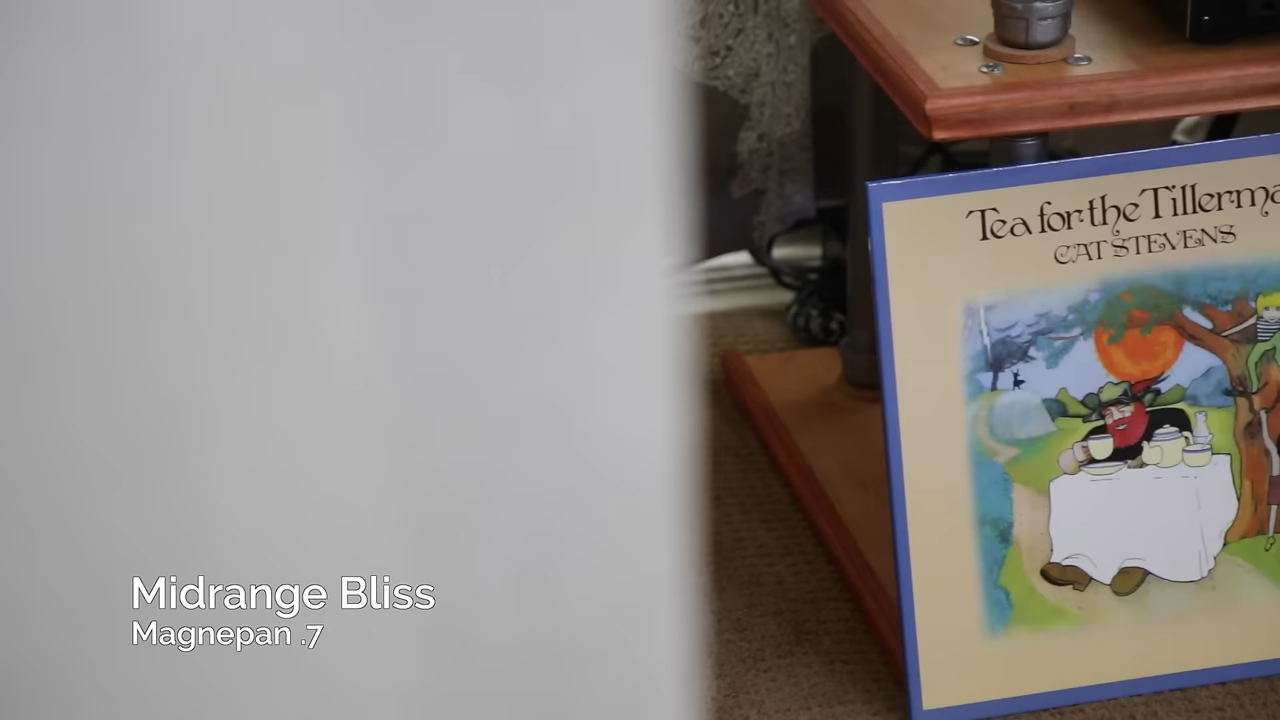 Tea for the Tillerma
CAT STEVENS
Midrange Bliss
Magnepan .7